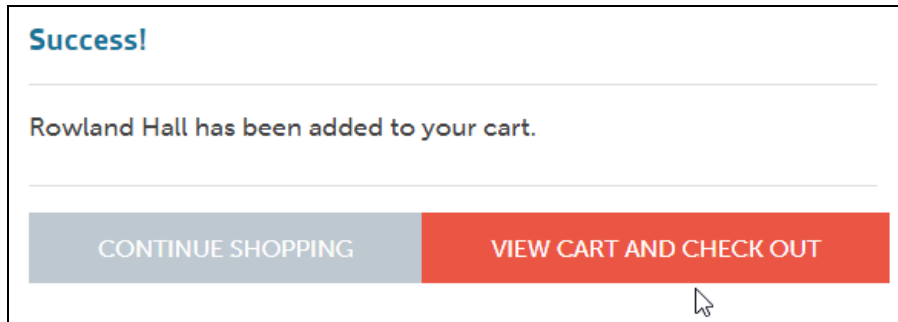 Success!
Rowland Hall has been added to your cart.
CONTINUE SHOPPING
VIEW CART AND CHECK OUT